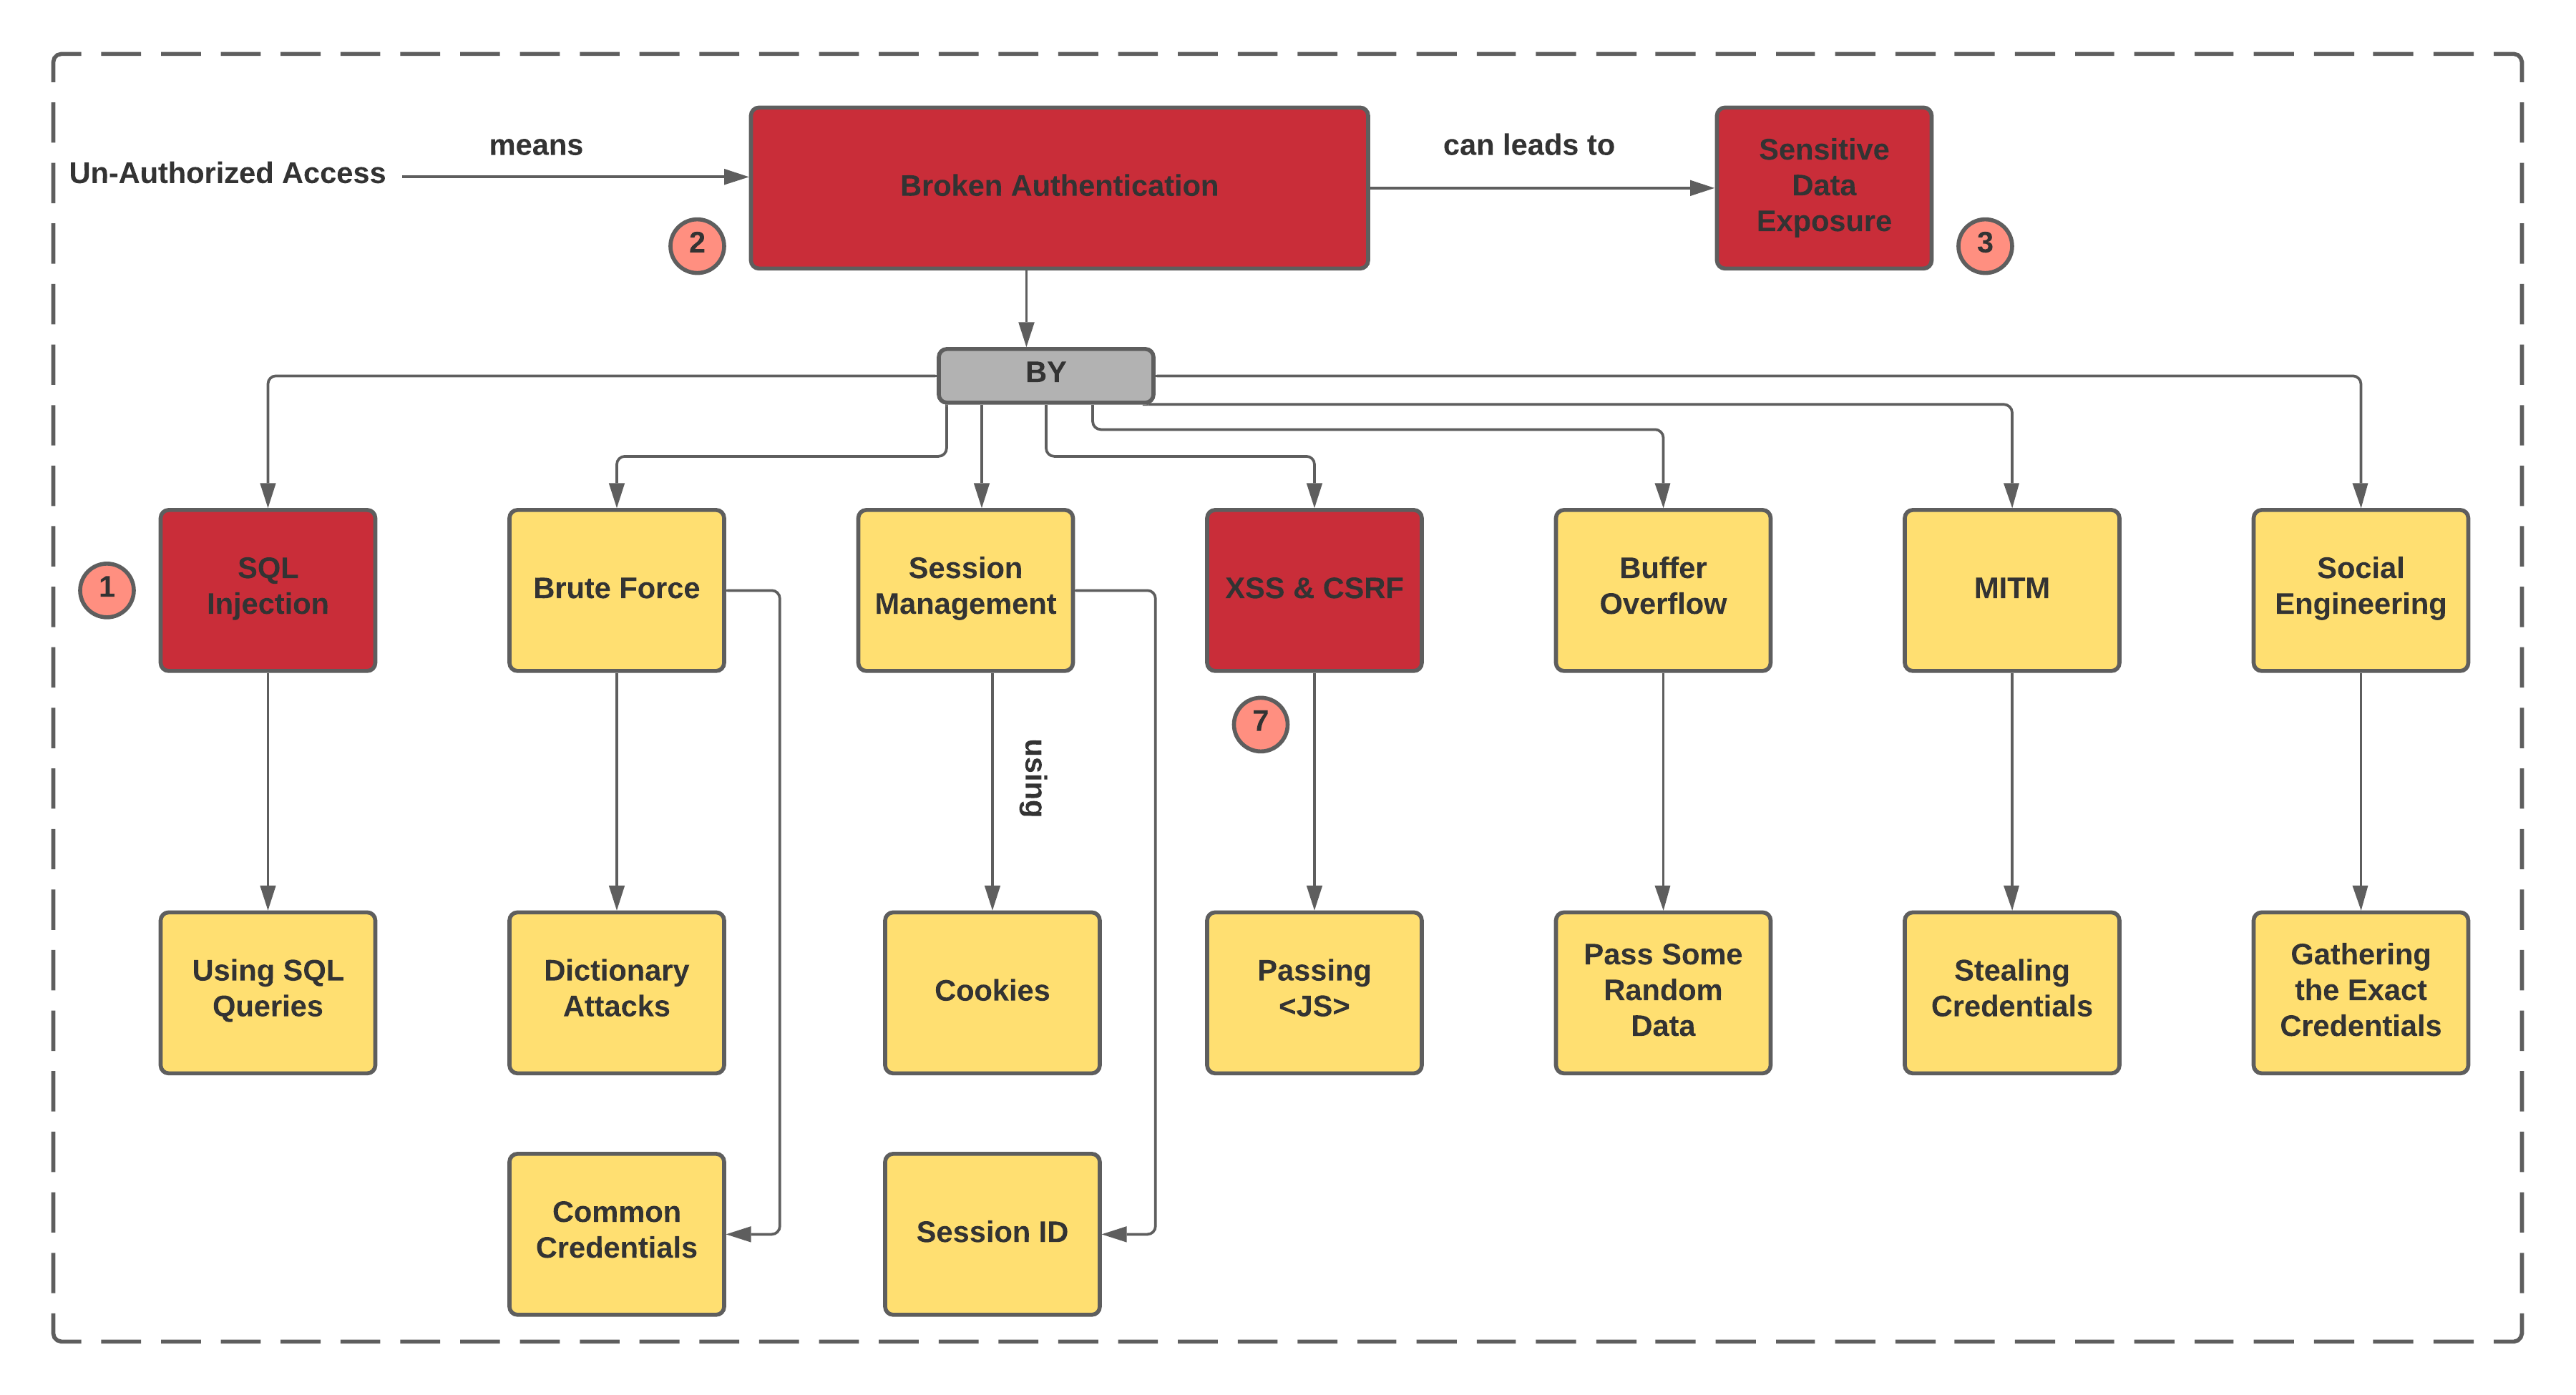 means
can leads to
Un-Authorized Access
Broken Authentication
Sensitive
Data
Exposure
2
3
BY
SQL
Injection
Brute Force
Session
Management
XSS & CSRF
Buffer
Overflow
MITM
Social
Engineering
1
7
using
Using SQL
Queries
Dictionary
Attacks
Cookies
Passing
<JS>
Pass Some
Random
Data
Stealing
Credentials
Gathering
the Exact
Credentials
Common
Credentials
Session ID